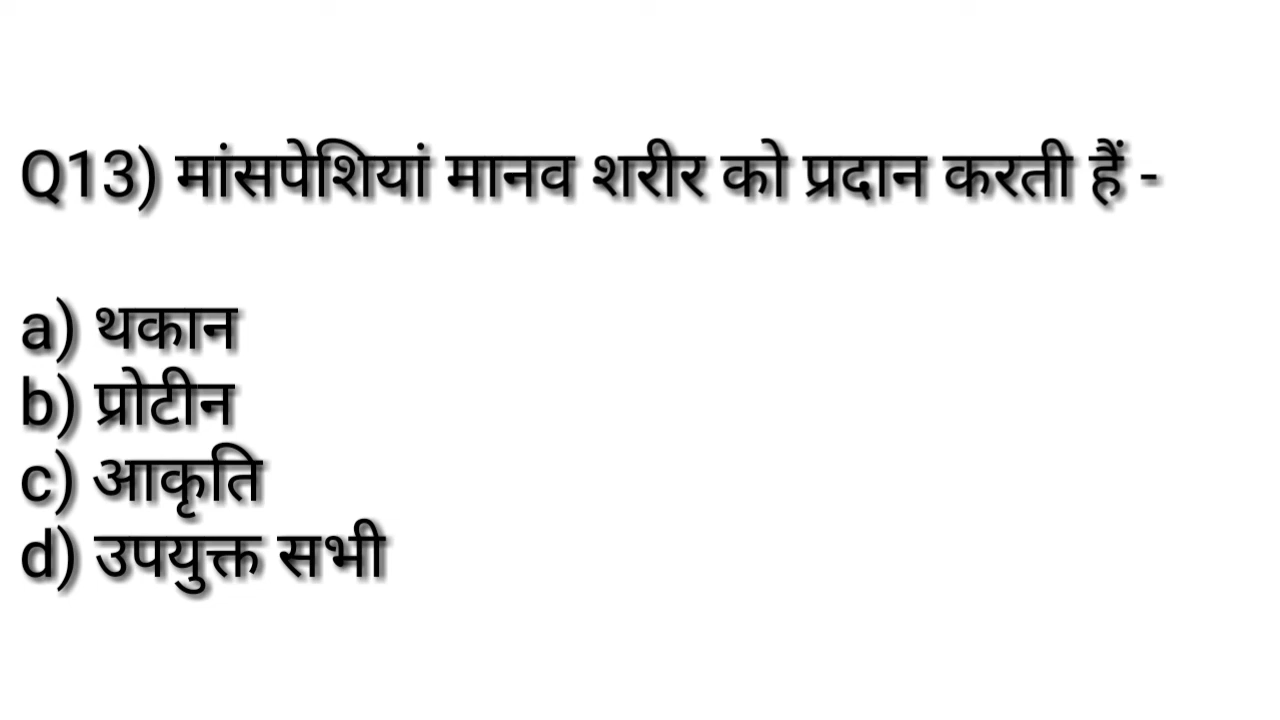 Q13) मांसपेशियां मानव शरीर को प्रदान करती हैं -
a) थकान
b) प्रोटीन
c) आकृति
d) उपयुक्त सभी